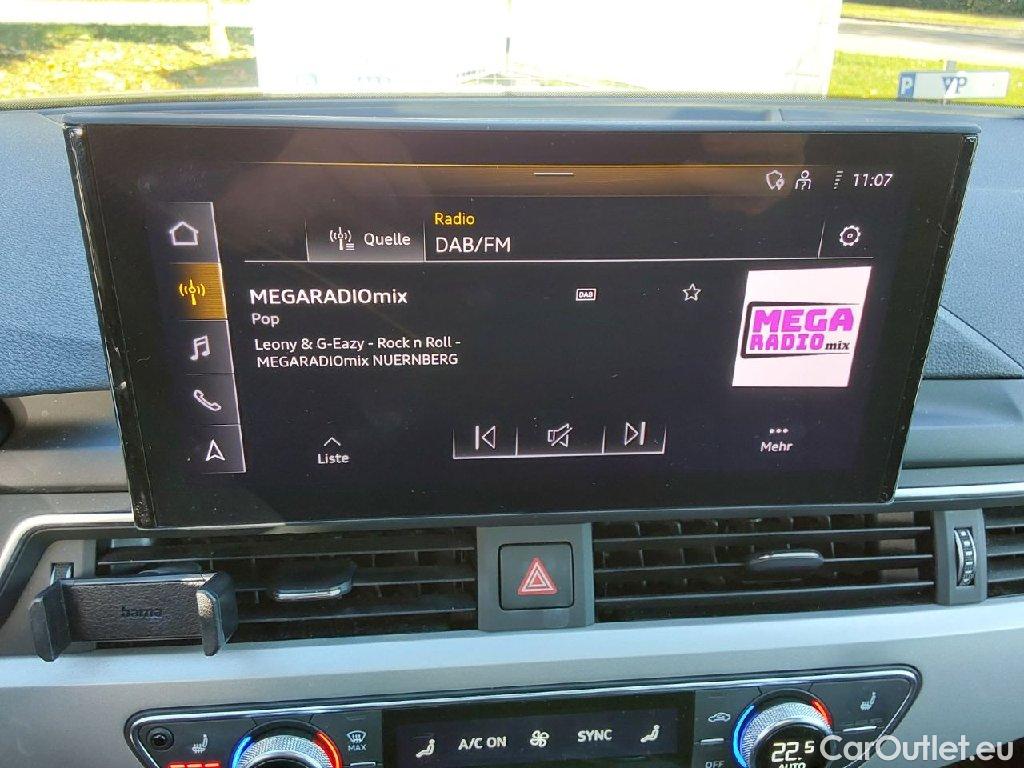 P VP
11:07
Radio
Quelle
DAB/FM
MEGARADIOmix
DAB
Pop
Leony & G-Eazy - Rock n Roll -
MEGARADIOmix NUERNBERG
MEGA
RADIO mix
Liste
Mehr
hama
MAX
A/C ON
SYNC
OFF
22.5
AUTO
CarOutlet.eu